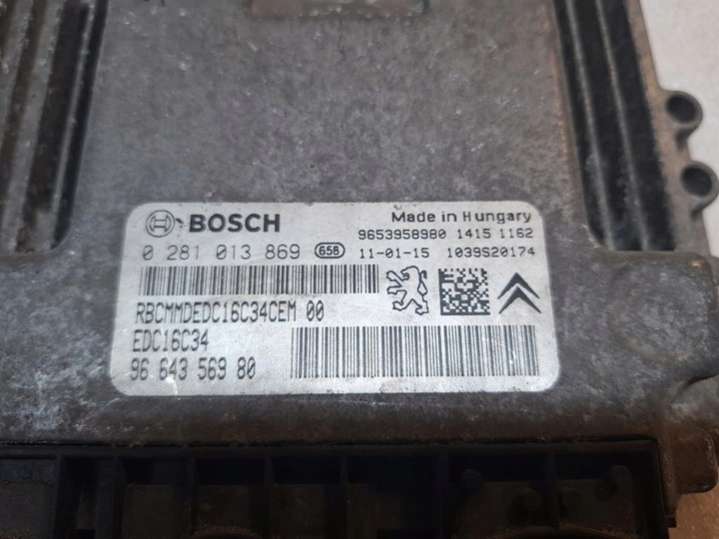 BOSCH
Made in Hungary
9653958980 1415 1162
0 281 013 869 658 11-01-15 1039S20174
RBCMMDEDC16C34CEM 00
EDC16C34
96 643 569 80